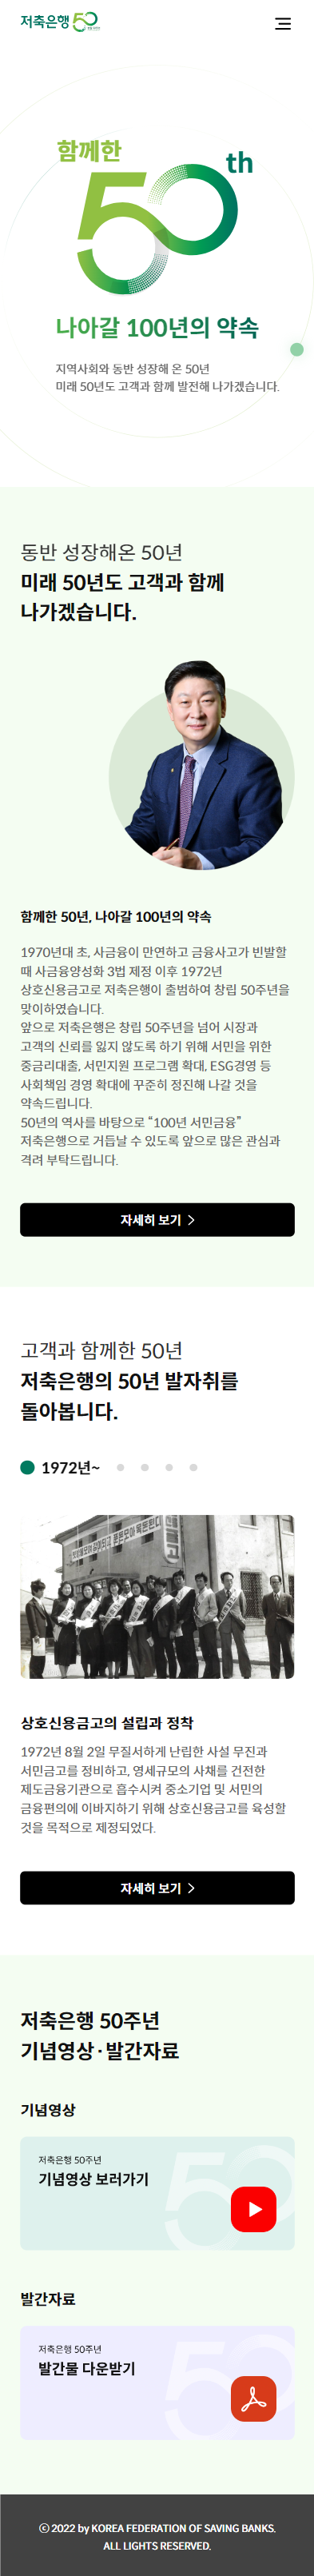 저축은행 50
함께한
50th
나아갈 100년의 약속
지역사회와 동반 성장해 온 50년
미래 50년도 고객과 함께 발전해 나가겠습니다.
동반 성장해온 50년
미래 50년도 고객과 함께
나가겠습니다.
함께한 50년, 나아갈 100년의 약속
1970년대 초, 사금융이 만연하고 금융사고가 빈발할
때 사금융양성화 3법 제정 이후 1972년
상호신용금고로 저축은행이 출범하여 창립 50주년을
맞이하였습니다.
앞으로 저축은행은 창립 50주년을 넘어 시장과
고객의 신뢰를 잃지 않도록 하기 위해 서민을 위한
중금리대출, 서민지원 프로그램 확대, ESG경영 등
사회책임 경영 확대에 꾸준히 정진해 나갈 것을
약속드립니다.
50년의 역사를 바탕으로 “100년 서민금융”
저축은행으로 거듭날 수 있도록 앞으로 많은 관심과
격려 부탁드립니다.
자세히 보기
고객과 함께한 50년
저축은행의 50년 발자취를
돌아봅니다.
1972년~
상호신용금고의 설립과 정착
1972년 8월 2일 무질서하게 난립한 사설 무진과
서민금고를 정비하고, 영세규모의 사채를 건전한
제도금융기관으로 흡수시켜 중소기업 및 서민의
금융편의에 이바지하기 위해 상호신용금고를 육성할
것을 목적으로 제정되었다.
자세히 보기
저축은행 50주년
기념영상·발간자료
기념영상
저축은행 50주년
기념영상 보러가기
발간자료
저축은행 50주년
발간물 다운받기
ⓒ 2022 by KOREA FEDERATION OF SAVING BANKS.
ALL LIGHTS RESERVED.